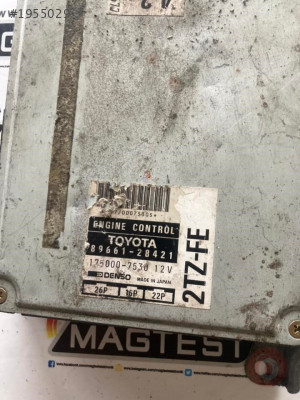 #1955029
MAGTEST
ENGINE CONTROL
TOYOTA
89661-28421
175000-7530 12V
DENSO MADE IN JAPAN
26P 16P 22P
2TZ-FE
MAGTEST